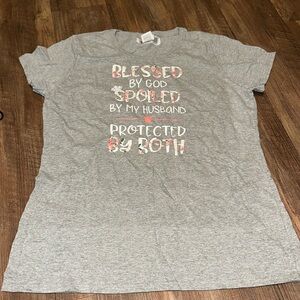 BLESSED
BY GOD
SPOILED
BY MY HUSBAND
PROTECTED
BY BOTH